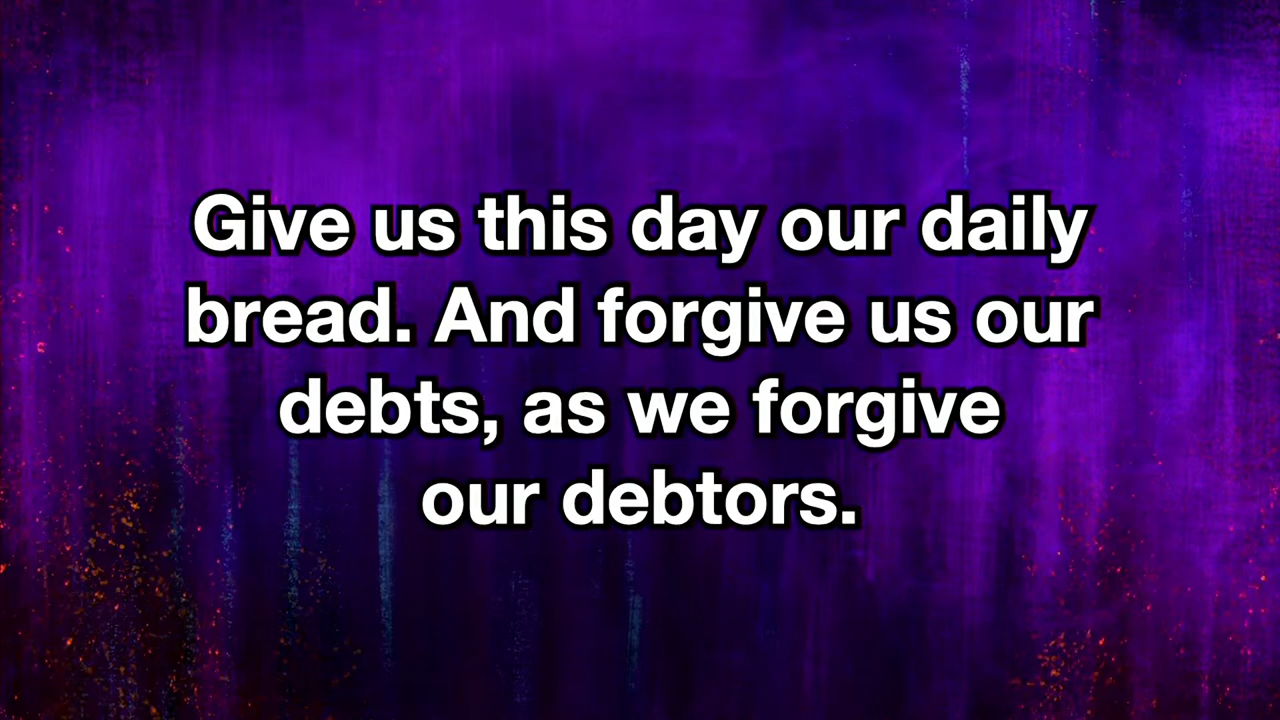 Give us this day our daily
bread. And forgive us our
debts, as we forgive
our debtors.